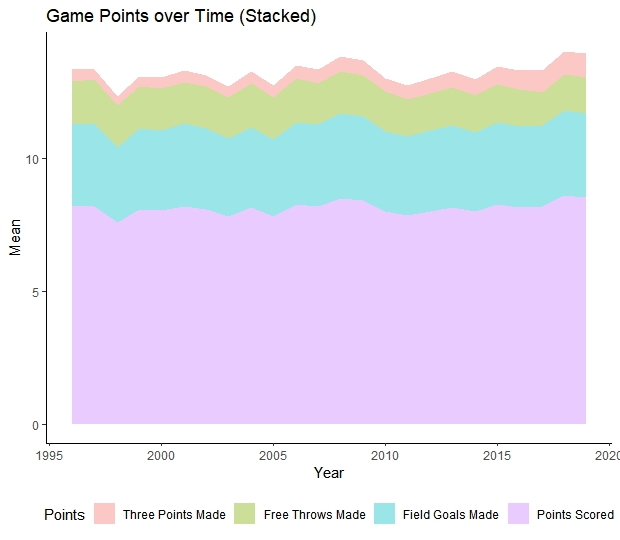 Game Points over Time (Stacked)
Mean
10
5
0
1995 2000 2005 2010 2015 2020
Year
Points Three Points Made Free Throws Made Field Goals Made Points Scored